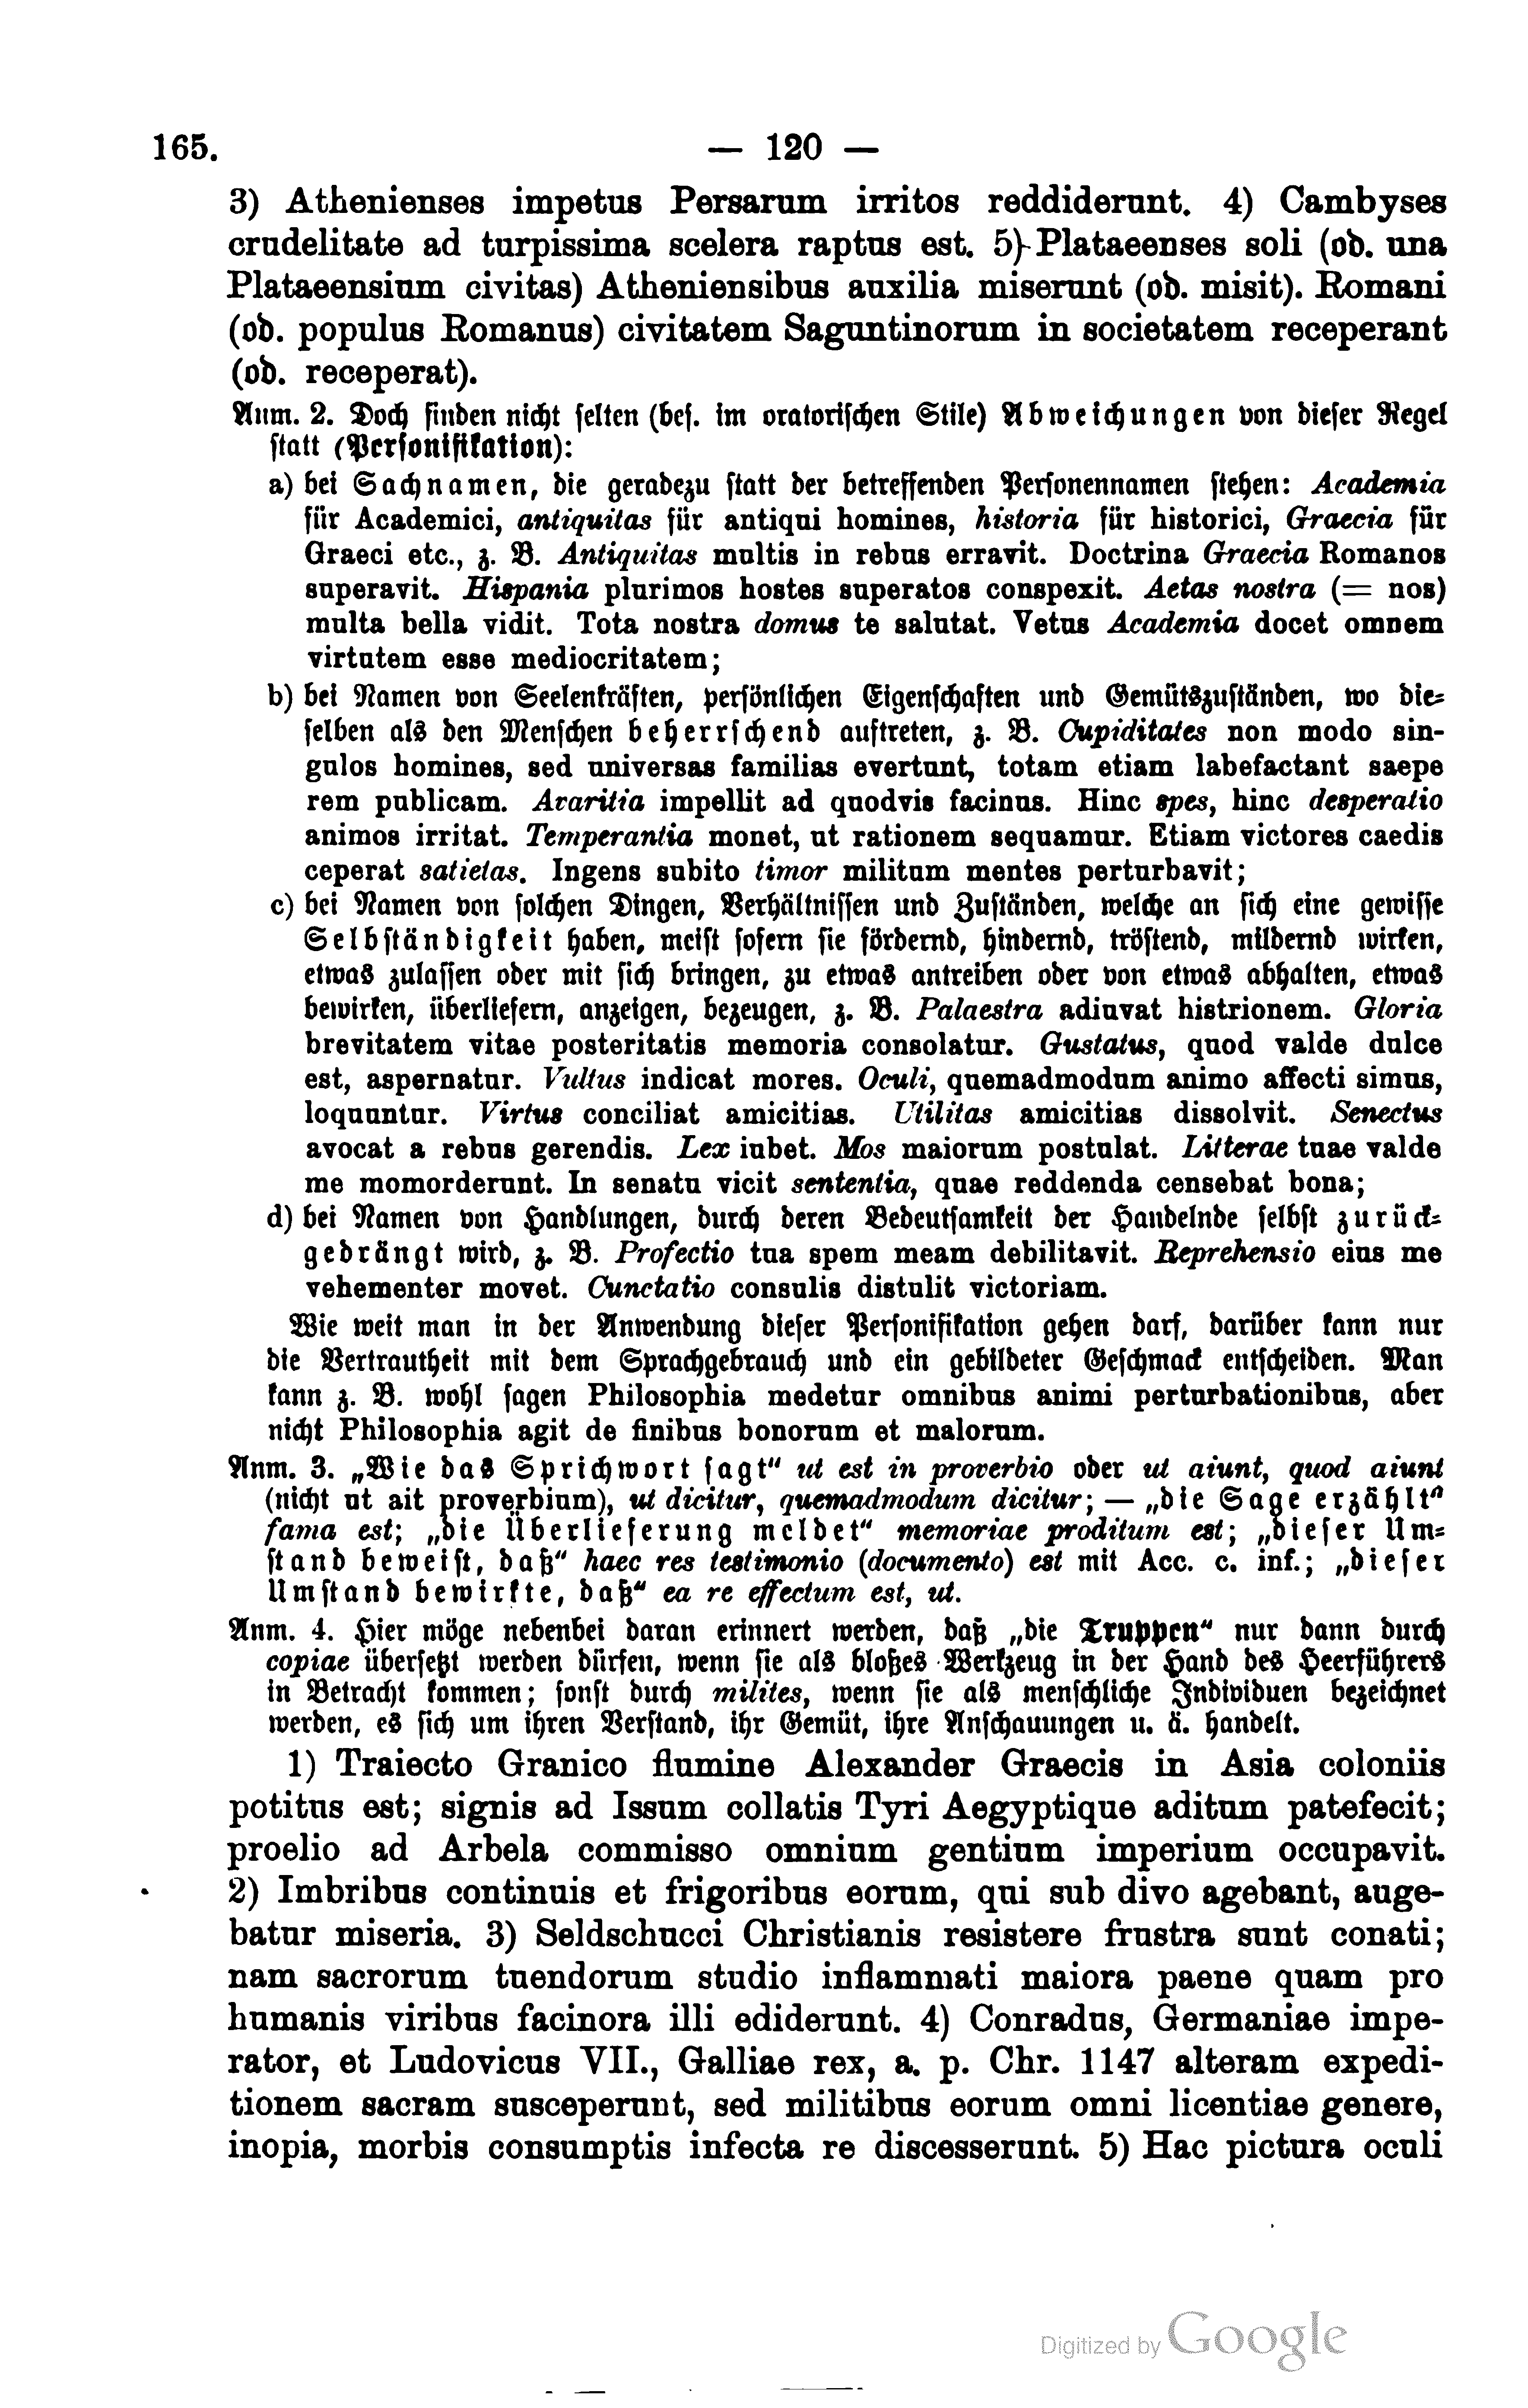 165.
— 120 —
3) Athenienses impetus Persarum irritos reddiderunt. 4) Cambyses
crudelitate ad turpissima scelera raptus est. 5) Plataeenses soli (od. una
Plataeensium civitas) Atheniensibus auxilia miserunt (od. misit). Romani
(od. populus Romanus) civitatem Saguntinorum in societatem receperant
(od. receperat).
Anm. 2. Doch finden nicht selten (bes. im oratorischen Stile) Abweichungen von dieser Regel
statt (Personifikation):
a) bei Sachnamen, die geradezu statt der betreffenden Personennamen stehen: Academia
für Academici, antiquitas für antiqui homines, historia für historici, Graecia für
Graeci etc., z. B. Antiquitas multis in rebus erravit. Doctrina Graecia Romanos
superavit. Hispania plurimos hostes superatos conspexit. Aetas nostra (= nos)
multa bella vidit. Tota nostra domus te salutat. Vetus Academia docet omnem
virtutem esse mediocritatem;
b) bei Namen von Seelenkräften, persönlichen Eigenschaften und Gemütszuständen, wo die-
selben als den Menschen beherrschend auftreten, z. B. Cupiditates non modo sin-
gulos homines, sed universas familias evertunt, totam etiam labefactant saepe
rem publicam. Avaritia impellit ad quodvis facinus. Hinc spes, hinc desperatio
animos irritat. Temperantia monet, ut rationem sequamur. Etiam victores caedis
ceperat satietas. Ingens subito timor militum mentes perturbavit;
c) bei Namen von solchen Dingen, Verhältnissen und Zuständen, welche an sich eine gewisse
Selbständigkeit haben, meist sofern sie fördernd, hindernd, tröstend, mildernd wirken,
etwas zulassen oder mit sich bringen, zu etwas antreiben oder von etwas abhalten, etwas
bewirken, überliefern, anzeigen, bezeugen, z. B. Palaestra adiuvat histrionem. Gloria
brevitatem vitae posteritatis memoria consolatur. Gustatus, quod valde dulce
est, aspernatur. Vultus indicat mores. Oculi, quemadmodum animo affecti simus,
loquuntur. Virtus conciliat amicitias. Utilitas amicitias dissolvit. Senectus
avocat a rebus gerendis. Lex iubet. Mos maiorum postulat. Litterae tuae valde
me momorderunt. In senatu vicit sententia, quae reddenda censebat bona;
d) bei Namen von Handlungen, durch deren Bedeutsamkeit der Handelnde selbst zurück-
gedrängt wird, z. B. Profectio tua spem meam debilitavit. Reprehensio eius me
vehementer movet. Cunctatio consulis distulit victoriam.
Wie weit man in der Anwendung dieser Personifikation gehen darf, darüber kann nur
die Vertrautheit mit dem Sprachgebrauch und ein gebildeter Geschmack entscheiden. Man
kann z. B. wohl sagen Philosophia medetur omnibus animi perturbationibus, aber
nicht Philosophia agit de finibus bonorum et malorum.
Anm. 3. „Wie das Sprichwort sagt" ut est in proverbio oder ut aiunt, quod aiunt
(nicht ut ait proverbium), ut dicitur, quemadmodum dicitur; — „die Sage erzählt"
fama est; „die Überlieferung meldet" memoriae proditum est; „dieser Um-
stand beweist, daß" haec res testimonio (documento) est mit Acc. c. inf.; „dieser
Umstand bewirkte, daß" ea re effectum est, ut.
Anm. 4. Hier möge nebenbei daran erinnert werden, daß „die Truppen" nur dann durch
copiae übersetzt werden dürfen, wenn sie als bloßes Werkzeug in der Hand des Heerführers
in Betracht kommen; sonst durch milites, wenn sie als menschliche Individuen bezeichnet
werden, es sich um ihren Verstand, ihr Gemüt, ihre Anschauungen u. ä. handelt.
1) Traiecto Granico flumine Alexander Graecis in Asia coloniis
potitus est; signis ad Issum collatis Tyri Aegyptique aditum patefecit;
proelio ad Arbela commisso omnium gentium imperium occupavit.
2) Imbribus continuis et frigoribus eorum, qui sub divo agebant, auge-
batur miseria. 3) Seldschucci Christianis resistere frustra sunt conati;
nam sacrorum tuendorum studio inflammati maiora paene quam pro
humanis viribus facinora illi ediderunt. 4) Conradus, Germaniae impe-
rator, et Ludovicus VII., Galliae rex, a. p. Chr. 1147 alteram expedi-
tionem sacram susceperunt, sed militibus eorum omni licentiae genere,
inopia, morbis consumptis infecta re discesserunt. 5) Hac pictura oculi
Digitized by Google